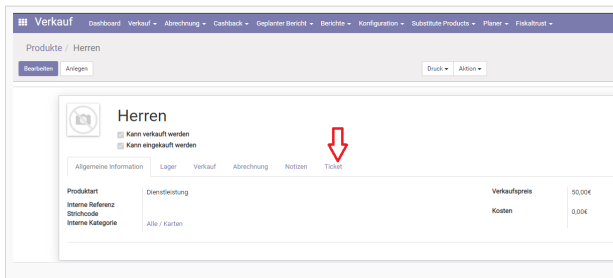 Verkauf Dashboard Verkauf Abrechnung Cashback Geplanter Bericht Berichte Konfiguration Substitute Products Planer Fiskaltrust
Produkte / Herren
Bearbeiten Anlegen Druck Aktion
Herren
Kann verkauft werden
Kann eingekauft werden
Allgemeine Information Lager Verkauf Abrechnung Notizen Ticket
Produktart Dienstleistung Verkaufspreis 50,00€
Interne Referenz
Strichcode Kosten 0,00€
Interne Kategorie Alle / Karten